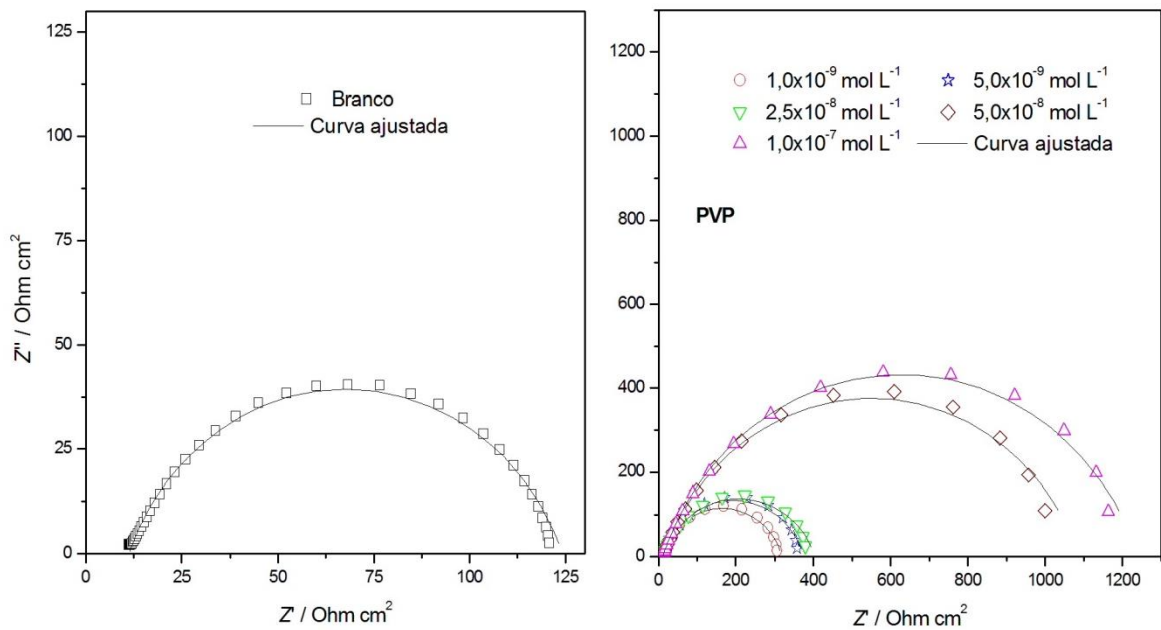 125
100
75
50
25
0
Z'' / Ohm cm²
Branco
Curva ajustada
0 25 50 75 100 125
Z' / Ohm cm²
1200
1000
800
600
400
200
0
1,0x10⁻⁹ mol L⁻¹ 5,0x10⁻⁹ mol L⁻¹
2,5x10⁻⁸ mol L⁻¹ 5,0x10⁻⁸ mol L⁻¹
1,0x10⁻⁷ mol L⁻¹ Curva ajustada
PVP
0 200 400 600 800 1000 1200
Z' / Ohm cm²